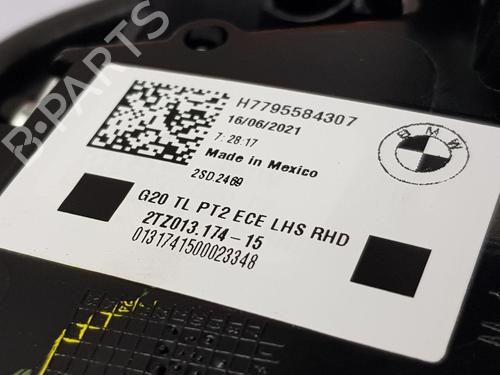 H7795584307
16/06/2021
7:28:17
Made in Mexico
2SD.2469
BMW
G20 TL PT2 ECE LHS RHD
2TZ013.174-15
0131741500023348
R-PARTS